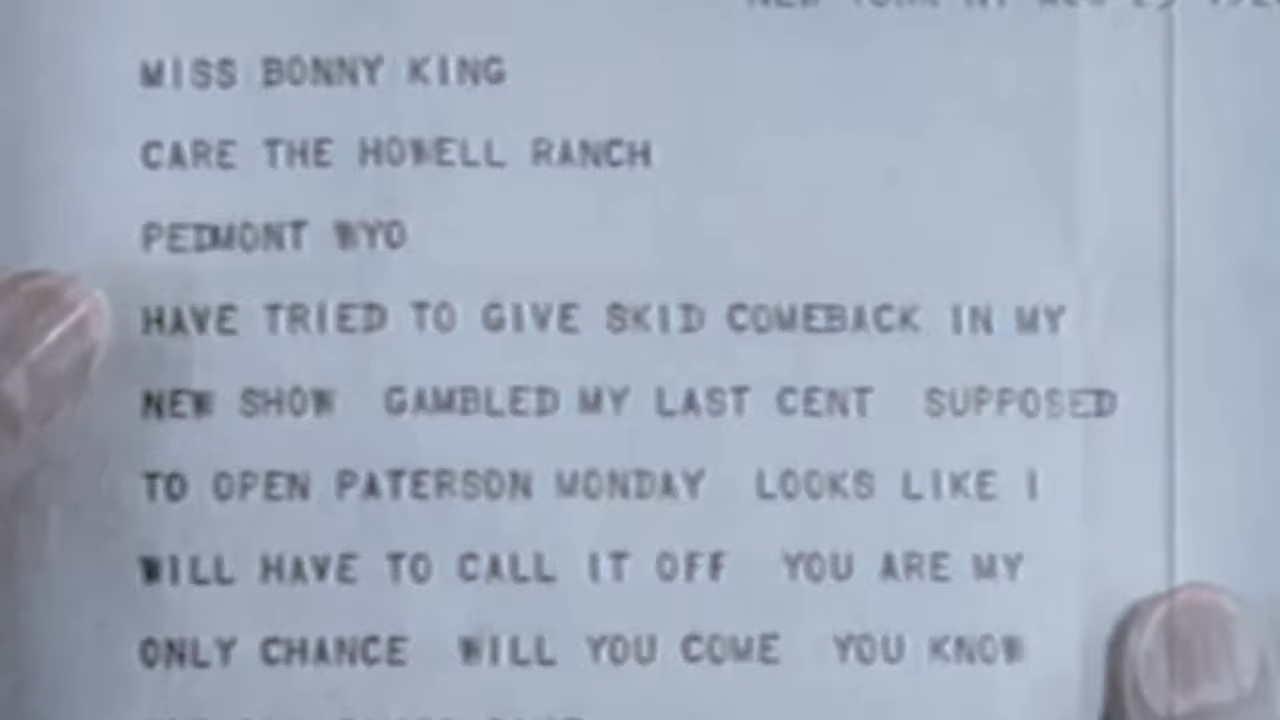 MISS BONNY KING
CARE THE HOWELL RANCH
PEDMONT WYO
HAVE TRIED TO GIVE SKID COMEBACK IN MY
NEW SHOW  GAMBLED MY LAST CENT  SUPPOSED
TO OPEN PATERSON MONDAY  LOOKS LIKE I
WILL HAVE TO CALL IT OFF  YOU ARE MY
ONLY CHANCE  WILL YOU COME  YOU KNOW